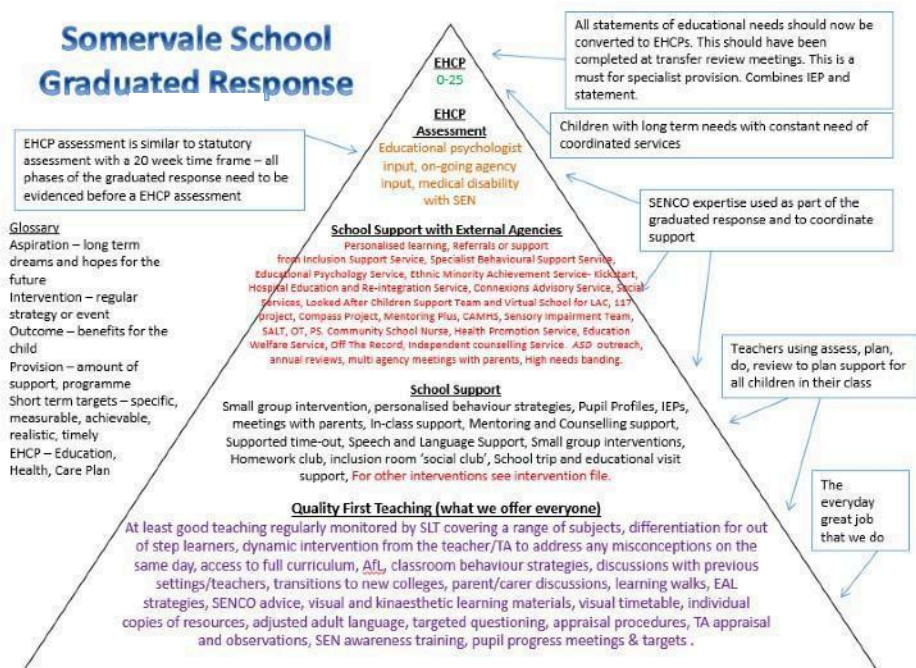 Somervale School
Graduated Response
All statements of educational needs should now be
converted to EHCPs. This should have been
completed at transfer review meetings. This is a
must for specialist provision. Combines IEP and
statement.
EHCP
0-25
Children with long term needs with constant need of
coordinated services
EHCP
Assessment
Educational psychologist
input, on-going agency
input, medical disability
with SEN
EHCP assessment is similar to statutory
assessment with a 20 week time frame – all
phases of the graduated response need to be
evidenced before a EHCP assessment
SENCO expertise used as part of the
graduated response and to coordinate
support
Glossary
Aspiration – long term
dreams and hopes for the
future
Intervention – regular
strategy or event
Outcome – benefits for the
child
Provision – amount of
support, programme
Short term targets – specific,
measurable, achievable,
realistic, timely
EHCP – Education,
Health, Care Plan
School Support with External Agencies
Personalised learning, Referrals or support
from Inclusion Support Service, Specialist Behavioural Support Service,
Educational Psychology Service, Ethnic Minority Achievement Service- Kickstart,
Hospital Education and Re-integration Service, Connexions Advisory Service, Social
Services, Looked After Children Support Team and Virtual School for LAC, 117
project, Compass Project, Mentoring Plus, CAMHS, Sensory Impairment Team,
SALT, OT, PS. Community School Nurse, Health Promotion Service, Education
Welfare Service, Off The Record, Independent counselling Service. ASD outreach,
annual reviews, multi agency meetings with parents, High needs banding.
Teachers using assess, plan,
do, review to plan support for
all children in their class
School Support
Small group intervention, personalised behaviour strategies, Pupil Profiles, IEPs,
meetings with parents, In-class support, Mentoring and Counselling support,
Supported time-out, Speech and Language Support, Small group interventions,
Homework club, inclusion room ‘social club’, School trip and educational visit
support, For other interventions see intervention file.
The
everyday
great job
that we do
Quality First Teaching (what we offer everyone)
At least good teaching regularly monitored by SLT covering a range of subjects, differentiation for out
of step learners, dynamic intervention from the teacher/TA to address any misconceptions on the
same day, access to full curriculum, AfL, classroom behaviour strategies, discussions with previous
settings/teachers, transitions to new colleges, parent/carer discussions, learning walks, EAL
strategies, SENCO advice, visual and kinaesthetic learning materials, visual timetable, individual
copies of resources, adjusted adult language, targeted questioning, appraisal procedures, TA appraisal
and observations, SEN awareness training, pupil progress meetings & targets .